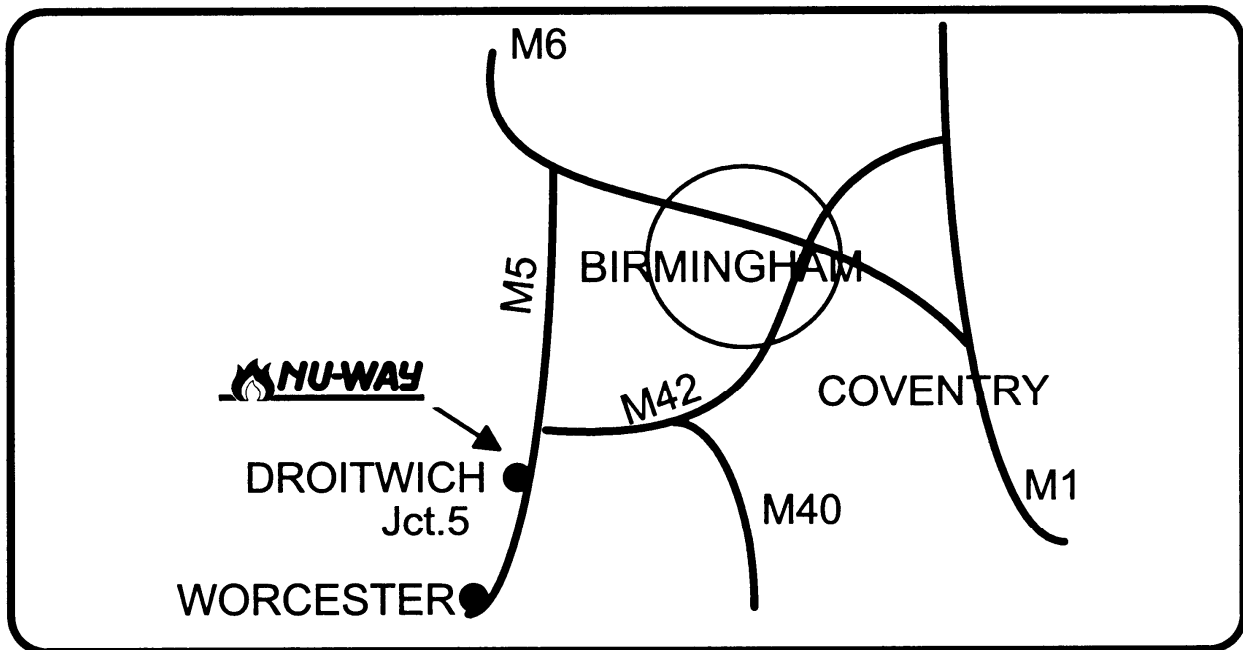 M6
BIRMINGHAM
M5
NU-WAY
M42
COVENTRY
DROITWICH
Jct.5
M1
M40
WORCESTER